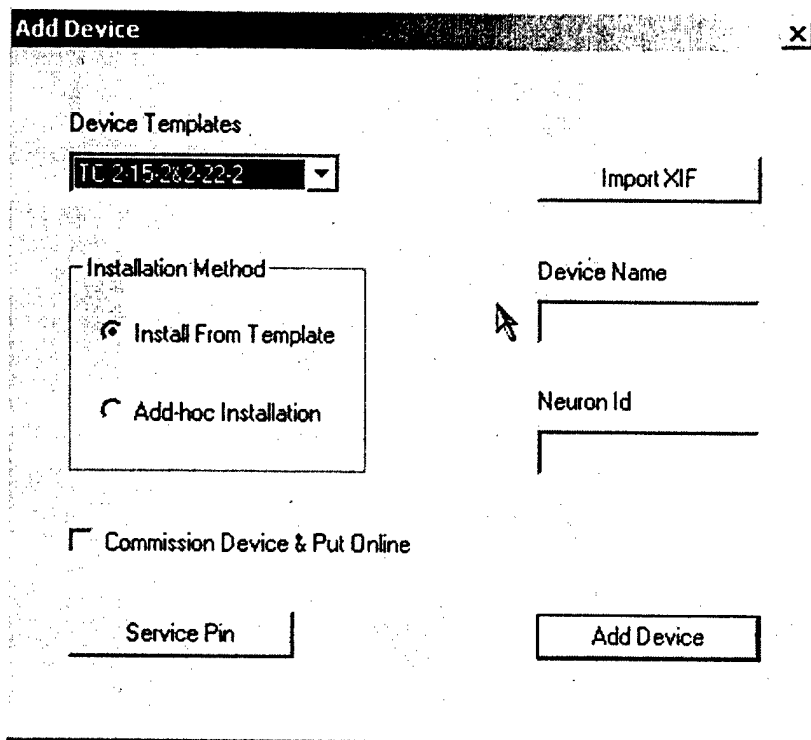 Add Device
Device Templates
TC 2-15-2&2-22-2
Import XIF
Installation Method
Install From Template
Add-hoc Installation
Device Name
Neuron Id
Commission Device & Put Online
Service Pin
Add Device